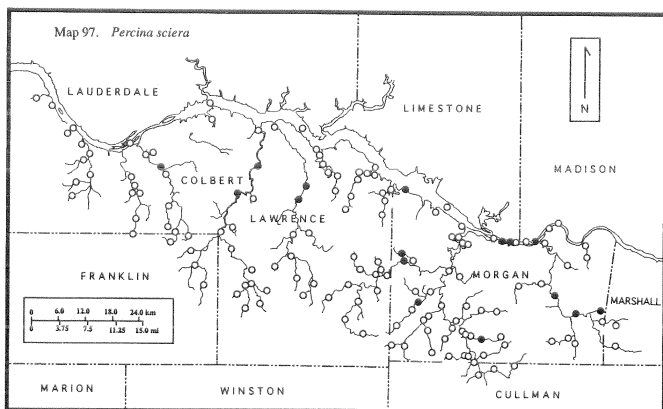 Map 97. Percina sciera
LAUDERDALE
LIMESTONE
N
MADISON
COLBERT
LAWRENCE
FRANKLIN
MORGAN
MARSHALL
0 6.0 12.0 18.0 24.0 km
0 3.75 7.5 11.25 15.0 mi
MARION
WINSTON
CULLMAN